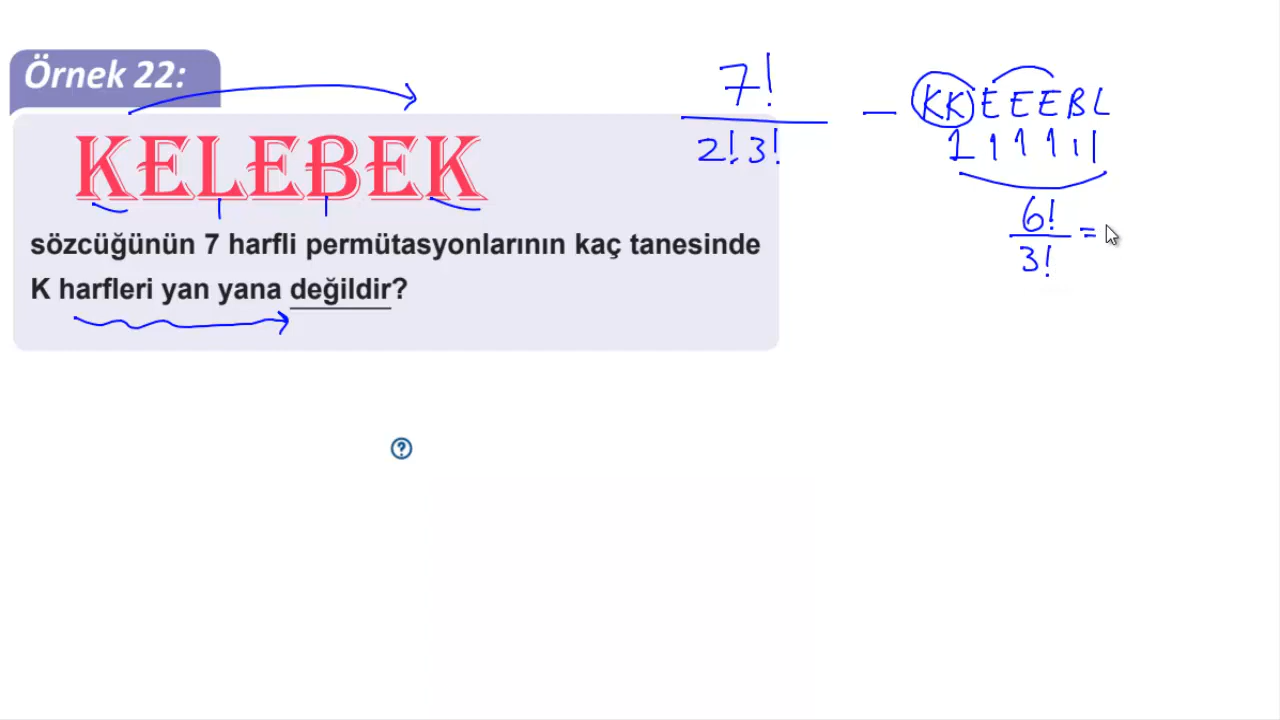 Örnek 22:
KELEBEK
sözcüğünün 7 harfli permütasyonlarının kaç tanesinde
K harfleri yan yana değildir?
7!
2!3!
— KKEEEBL
1 1 1 1 1 1
6!
3!
=
?